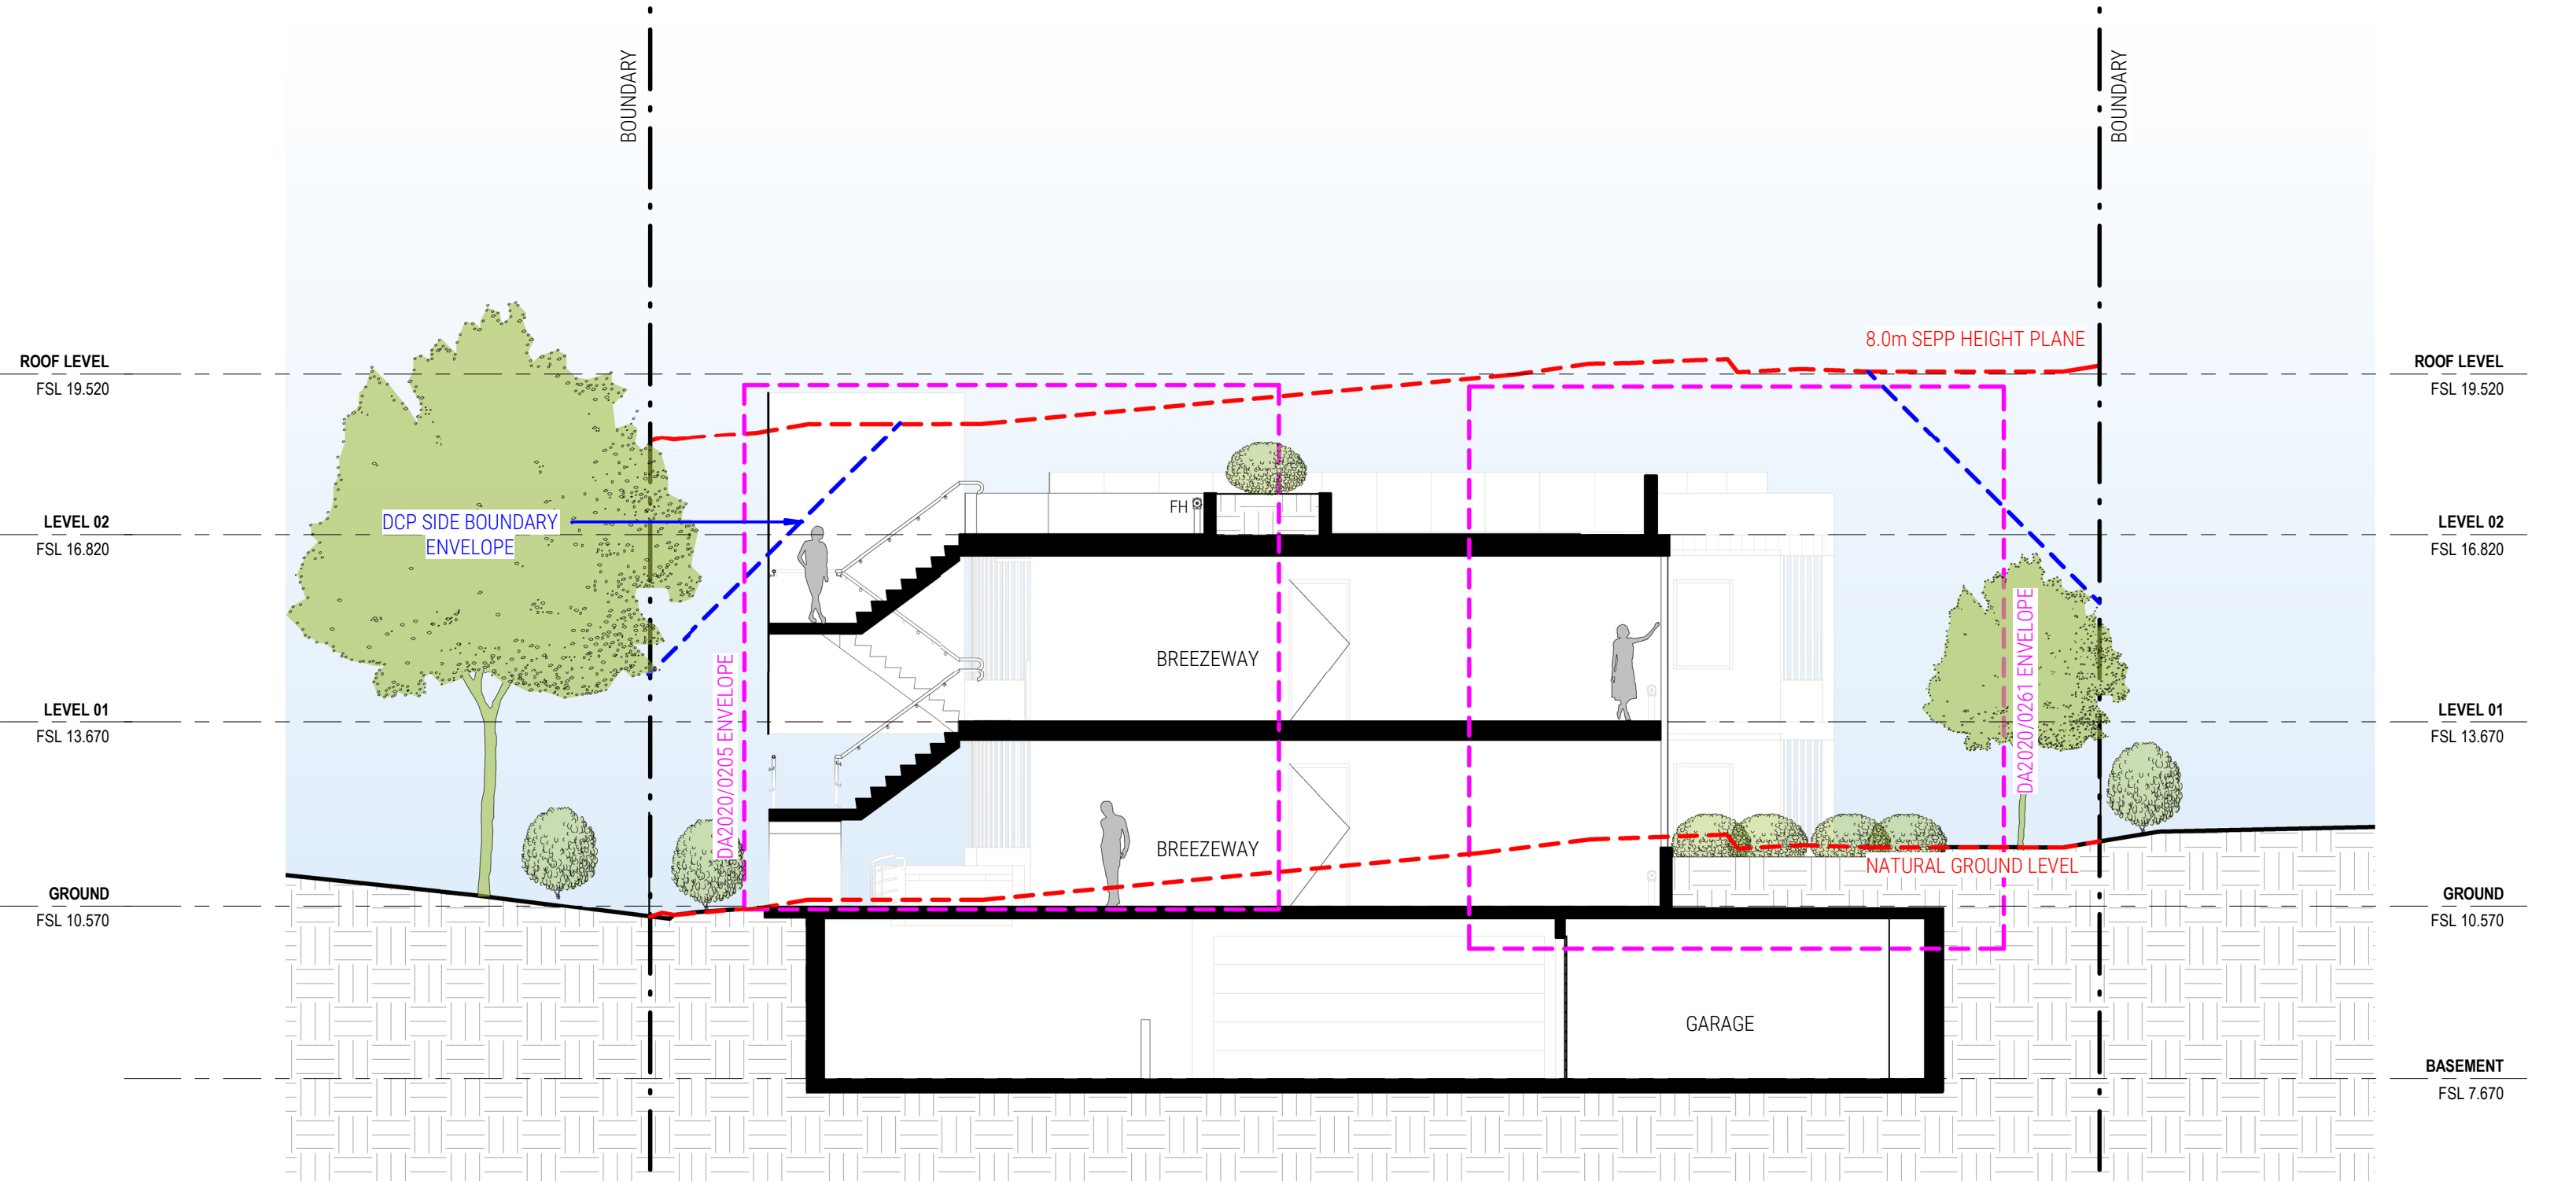 BOUNDARY
BOUNDARY
8.0m SEPP HEIGHT PLANE
ROOF LEVEL
FSL 19.520
ROOF LEVEL
FSL 19.520
FH
DCP SIDE BOUNDARY
ENVELOPE
LEVEL 02
FSL 16.820
LEVEL 02
FSL 16.820
BREEZEWAY
DA2020/0205 ENVELOPE
DA2020/0261 ENVELOPE
LEVEL 01
FSL 13.670
LEVEL 01
FSL 13.670
BREEZEWAY
NATURAL GROUND LEVEL
GROUND
FSL 10.570
GROUND
FSL 10.570
GARAGE
BASEMENT
FSL 7.670